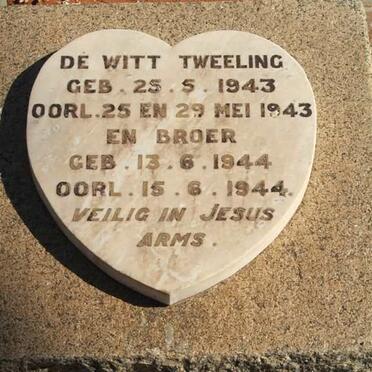 DE WITT TWEELING
GEB. 25. 5. 1943
OORL. 25 EN 29 MEI 1943
EN BROER
GEB. 13. 6. 1944
OORL. 15. 6. 1944.
VEILIG IN JESUS
ARMS.